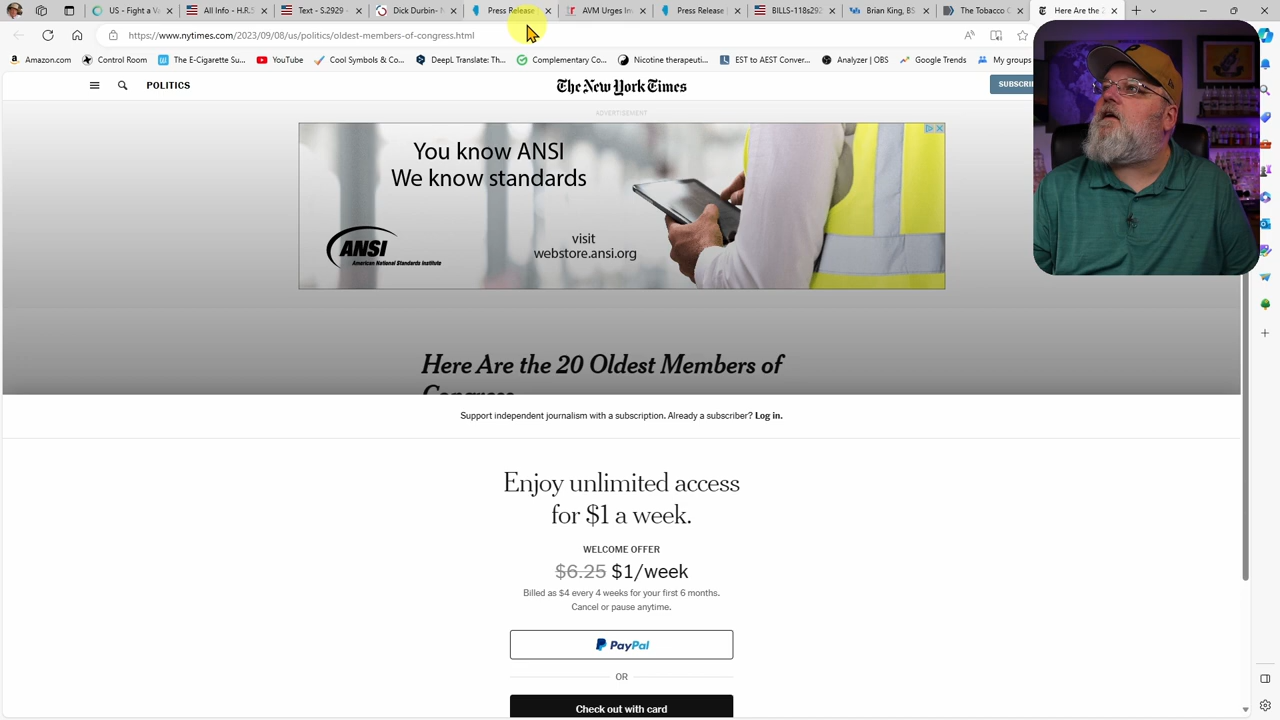 US - Fight a V
All Info - H.R.5
Text - S.2929 -
Dick Durbin- N
Press Release
AVM Urges Inv
Press Release
BILLS-118s292
Brian King, BS
The Tobacco C
Here Are the 2
https://www.nytimes.com/2023/09/08/us/politics/oldest-members-of-congress.html
Amazon.com
Control Room
The E-Cigarette Su...
YouTube
Cool Symbols & Co...
DeepL Translate: Th...
Complementary Co...
Nicotine therapeuti...
EST to AEST Conver...
Analyzer | OBS
Google Trends
My groups
POLITICS
The New York Times
ADVERTISEMENT
You know ANSI
We know standards
ANSI
American National Standards Institute
visit
webstore.ansi.org
Here Are the 20 Oldest Members of
Congress
Support independent journalism with a subscription. Already a subscriber? Log in.
Enjoy unlimited access
for $1 a week.
WELCOME OFFER
$6.25 $1/week
Billed as $4 every 4 weeks for your first 6 months.
Cancel or pause anytime.
PayPal
OR
Check out with card